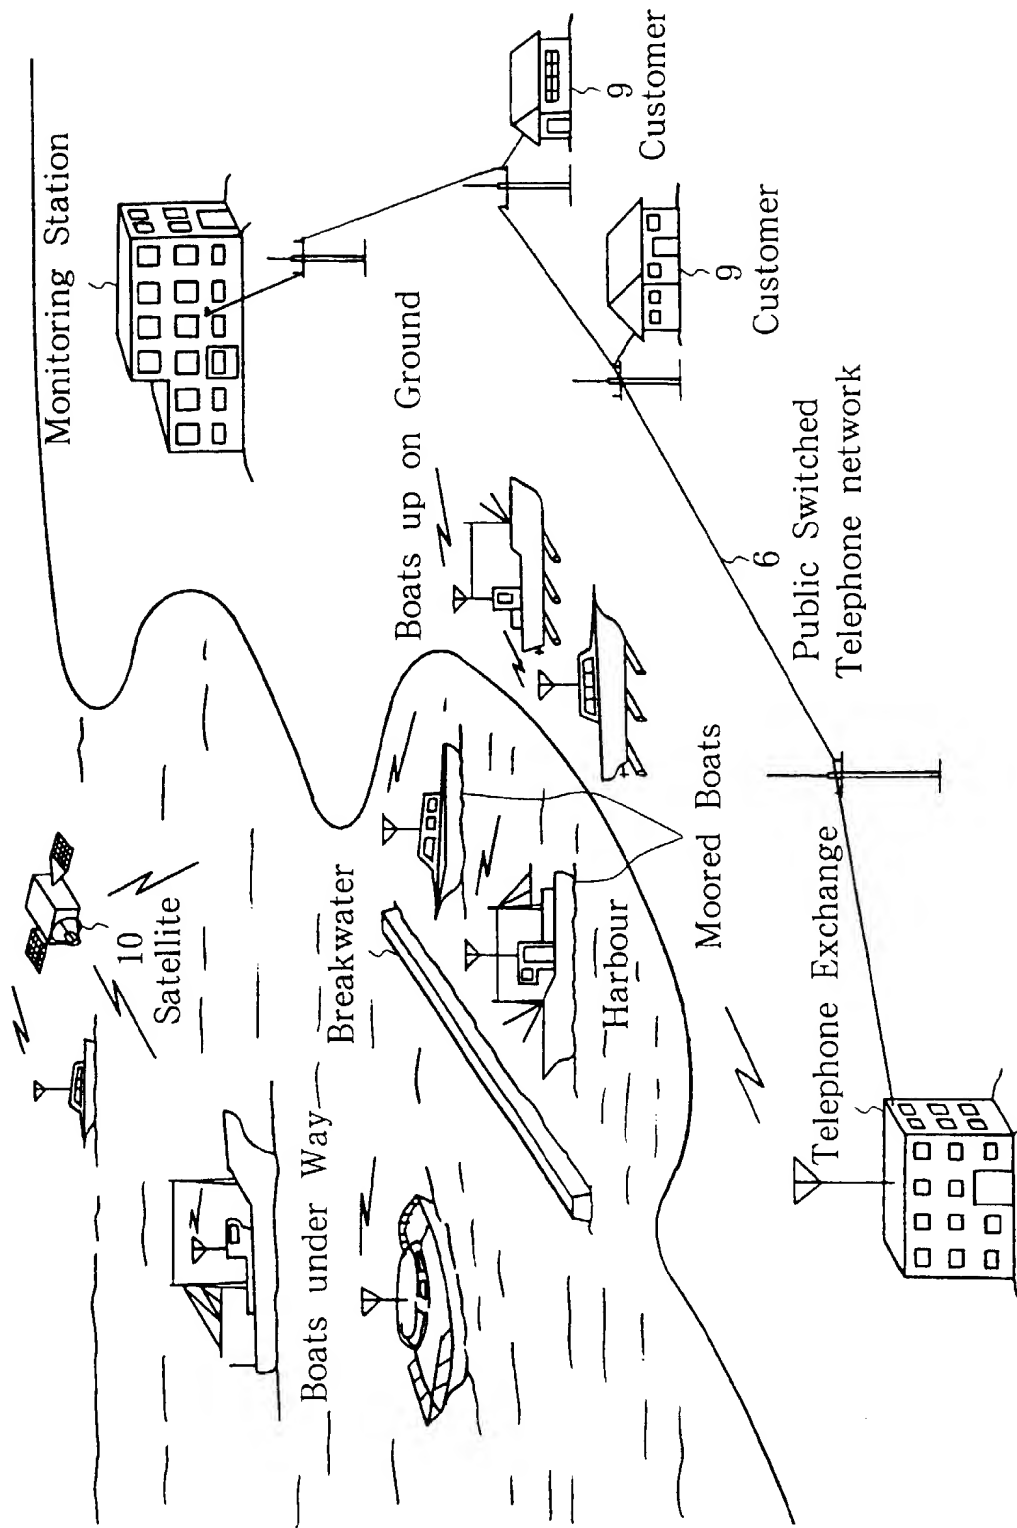 Monitoring Station
10
Satellite
Boats under Way
Breakwater
Boats up on Ground
9
Customer
9
Customer
Harbour
Moored Boats
6
Public Switched
Telephone network
Telephone Exchange